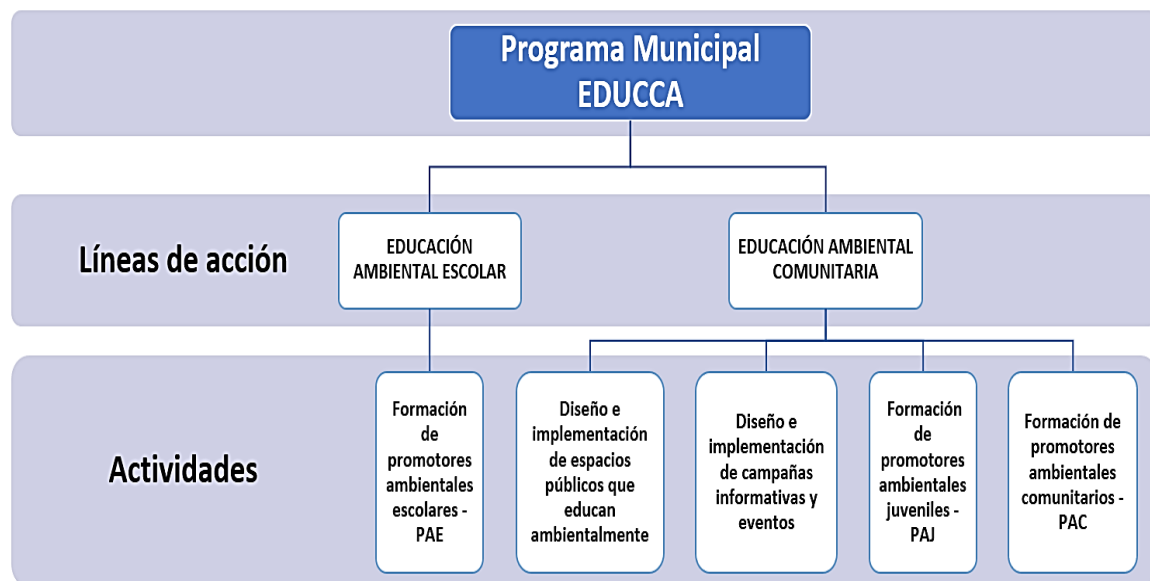 Programa Municipal
EDUCCA
Líneas de acción
EDUCACIÓN
AMBIENTAL ESCOLAR
EDUCACIÓN AMBIENTAL
COMUNITARIA
Actividades
Formación
de
promotores
ambientales
escolares -
PAE
Diseño e
implementación
de espacios
públicos que
educan
ambientalmente
Diseño e
implementación
de campañas
informativas y
eventos
Formación
de
promotores
ambientales
juveniles -
PAJ
Formación de
promotores
ambientales
comunitarios -
PAC